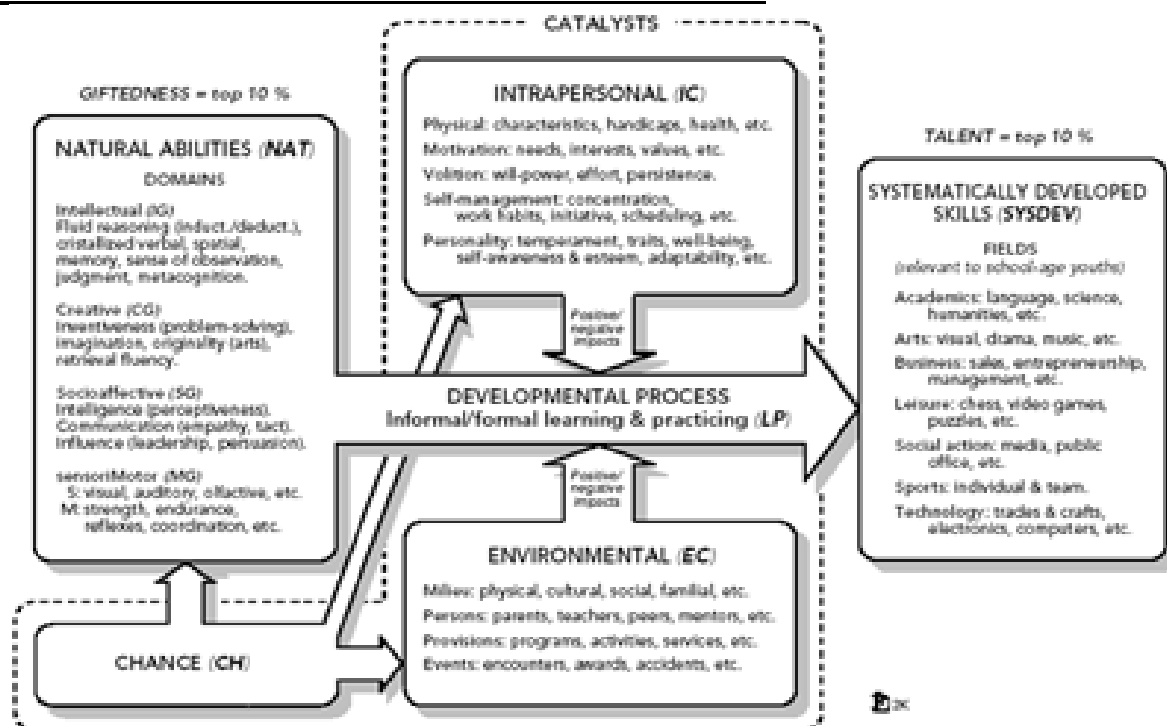 CATALYSTS
GIFTEDNESS = top 10 %
NATURAL ABILITIES (NAT)
DOMAINS
Intellectual (IG)
Fluid reasoning (induct./deduct.),
cristallized verbal, spatial,
memory, sense of observation,
judgment, metacognition.
Creative (CG)
Inventiveness (problem-solving),
imagination, originality (arts),
retrieval fluency.
Socioaffective (SG)
Intelligence (perceptiveness).
Communication (empathy, tact).
Influence (leadership, persuasion).
sensoriMotor (MG)
S: visual, auditory, olfactive, etc.
M: strength, endurance,
reflexes, coordination, etc.
CHANCE (CH)
INTRAPERSONAL (IC)
Physical: characteristics, handicaps, health, etc.
Motivation: needs, interests, values, etc.
Volition: will-power, effort, persistence.
Self-management: concentration,
work habits, initiative, scheduling, etc.
Personality: temperament, traits, well-being,
self-awareness & esteem, adaptability, etc.
Positive/
negative
impacts
DEVELOPMENTAL PROCESS
Informal/formal learning & practicing (LP)
Positive/
negative
impacts
ENVIRONMENTAL (EC)
Milieu: physical, cultural, social, familial, etc.
Persons: parents, teachers, peers, mentors, etc.
Provisions: programs, activities, services, etc.
Events: encounters, awards, accidents, etc.
TALENT = top 10 %
SYSTEMATICALLY DEVELOPED
SKILLS (SYSDEV)
FIELDS
(relevant to school-age youths)
Academics: language, science,
humanities, etc.
Arts: visual, drama, music, etc.
Business: sales, entrepreneurship,
management, etc.
Leisure: chess, video games,
puzzles, etc.
Social action: media, public
office, etc.
Sports: individual & team.
Technology: trades & crafts,
electronics, computers, etc.